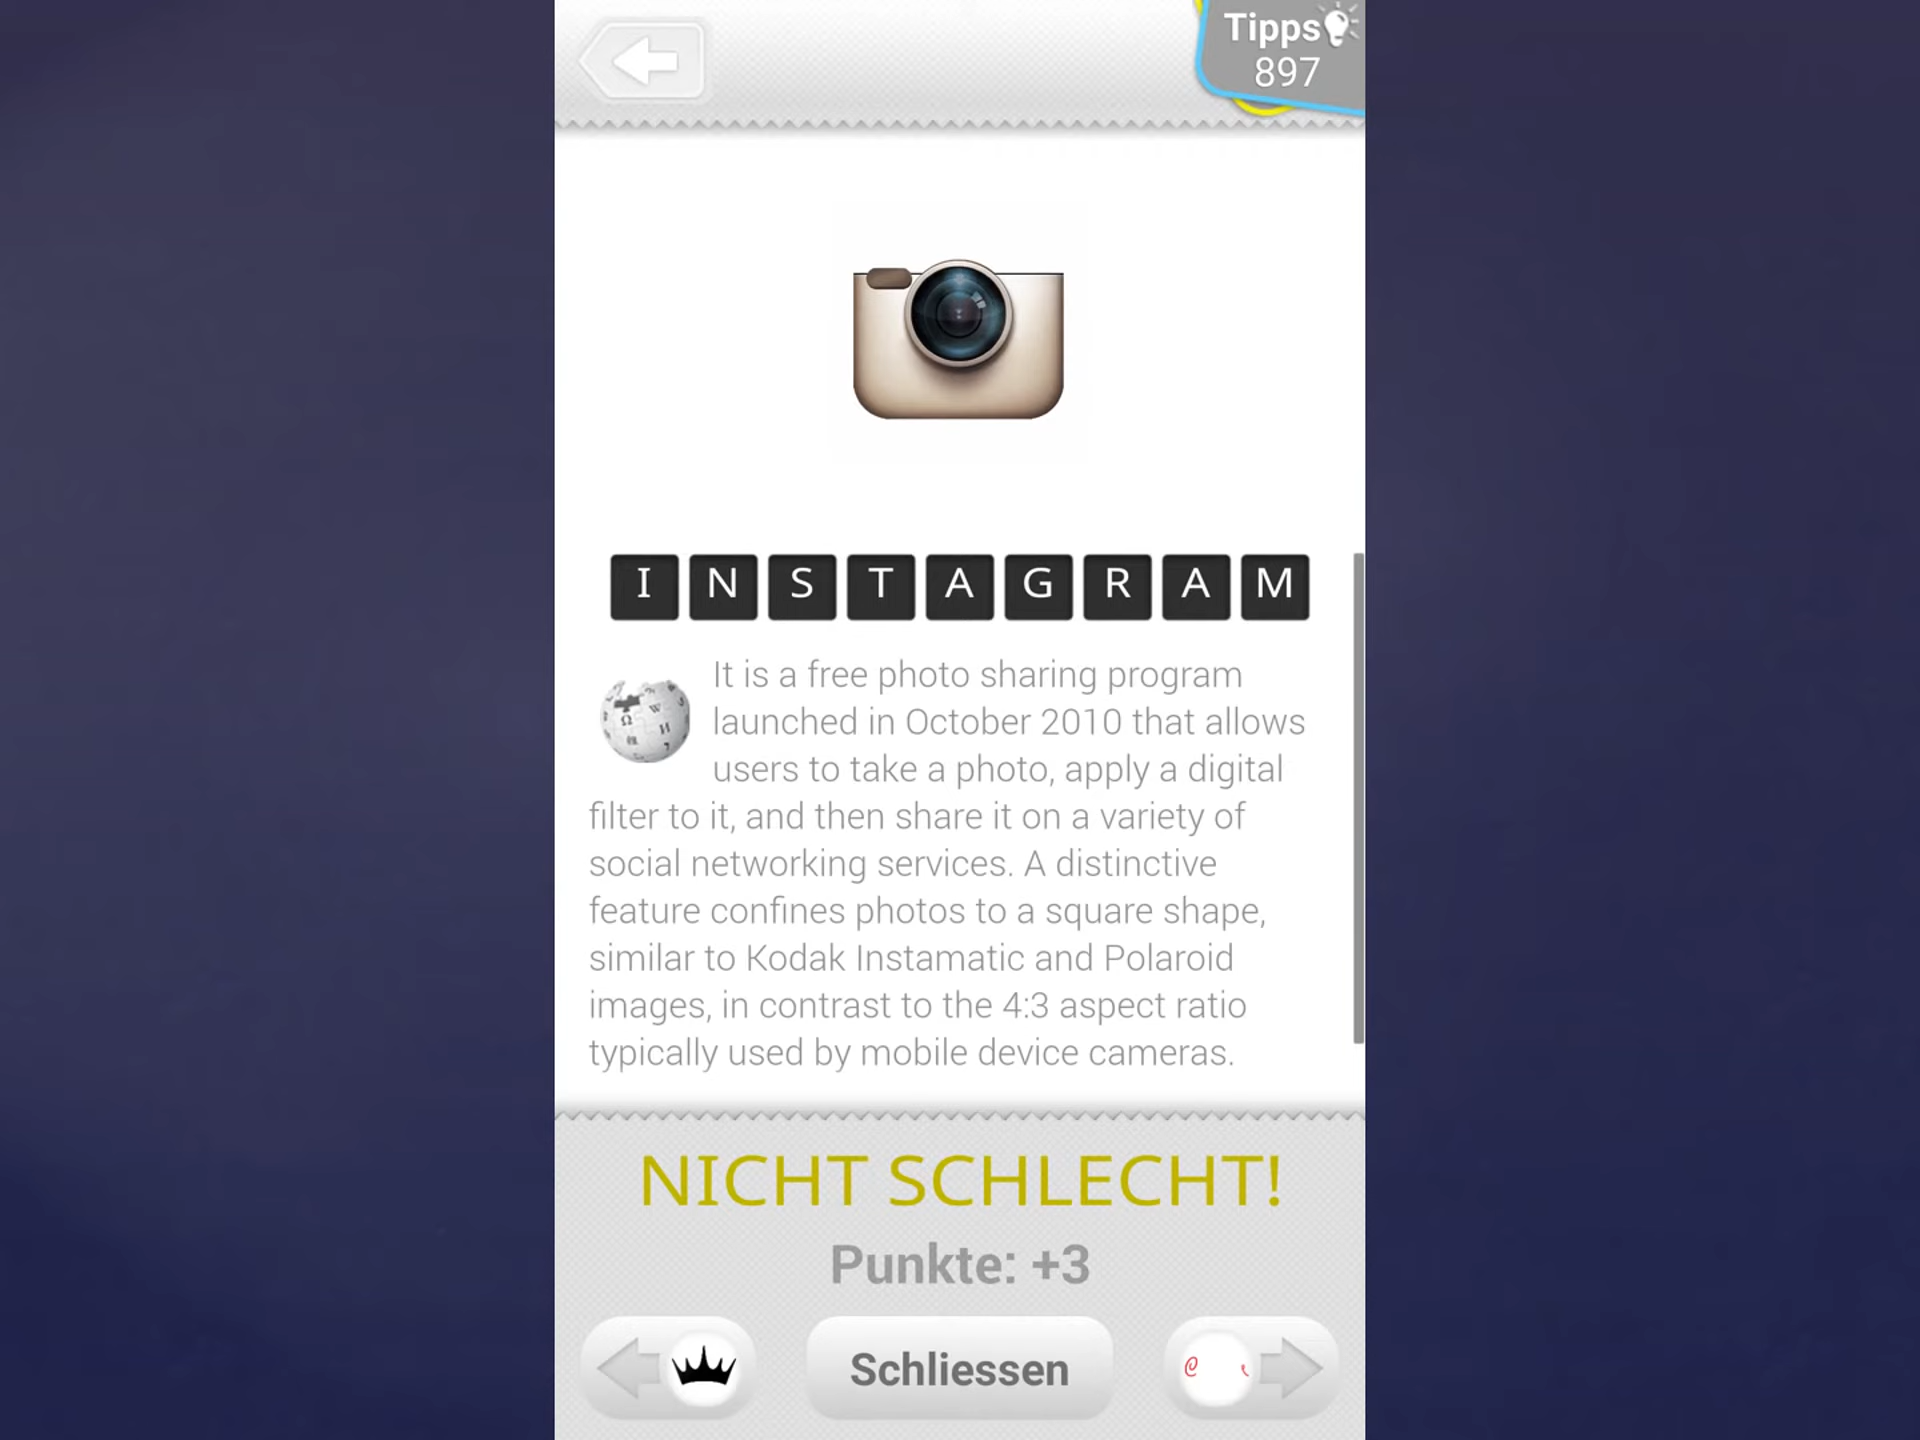 Tipps
897
I N S T A G R A M
It is a free photo sharing program
launched in October 2010 that allows
users to take a photo, apply a digital
filter to it, and then share it on a variety of
social networking services. A distinctive
feature confines photos to a square shape,
similar to Kodak Instamatic and Polaroid
images, in contrast to the 4:3 aspect ratio
typically used by mobile device cameras.
NICHT SCHLECHT!
Punkte: +3
Schliessen